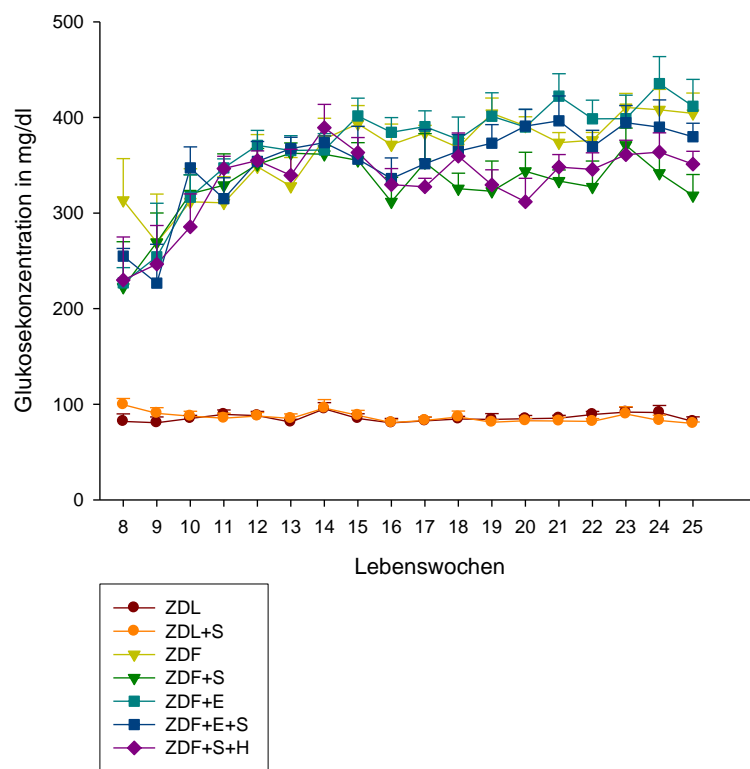 500
400
300
200
100
0
Glukosekonzentration in mg/dl
8 9 10 11 12 13 14 15 16 17 18 19 20 21 22 23 24 25
Lebenswochen
ZDL
ZDL+S
ZDF
ZDF+S
ZDF+E
ZDF+E+S
ZDF+S+H